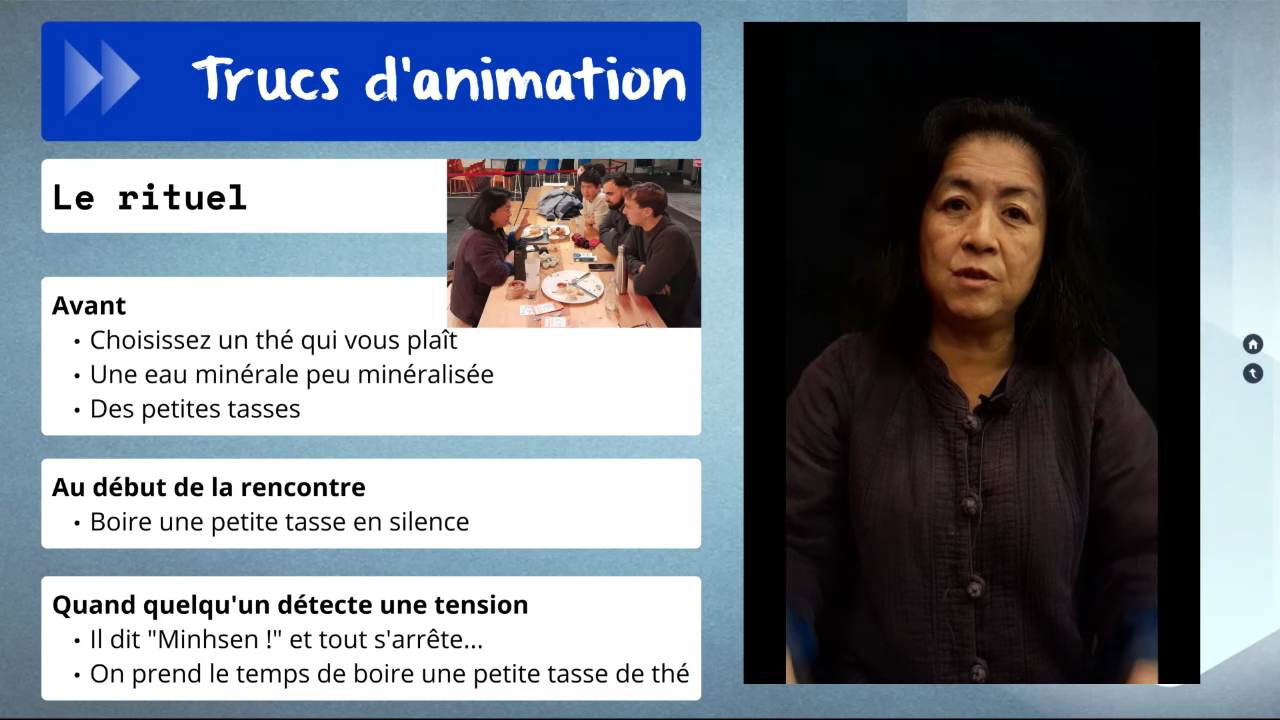 Trucs d'animation
Le rituel
Avant
• Choisissez un thé qui vous plaît
• Une eau minérale peu minéralisée
• Des petites tasses
Au début de la rencontre
• Boire une petite tasse en silence
Quand quelqu'un détecte une tension
• Il dit "Minhsen !" et tout s'arrête...
• On prend le temps de boire une petite tasse de thé